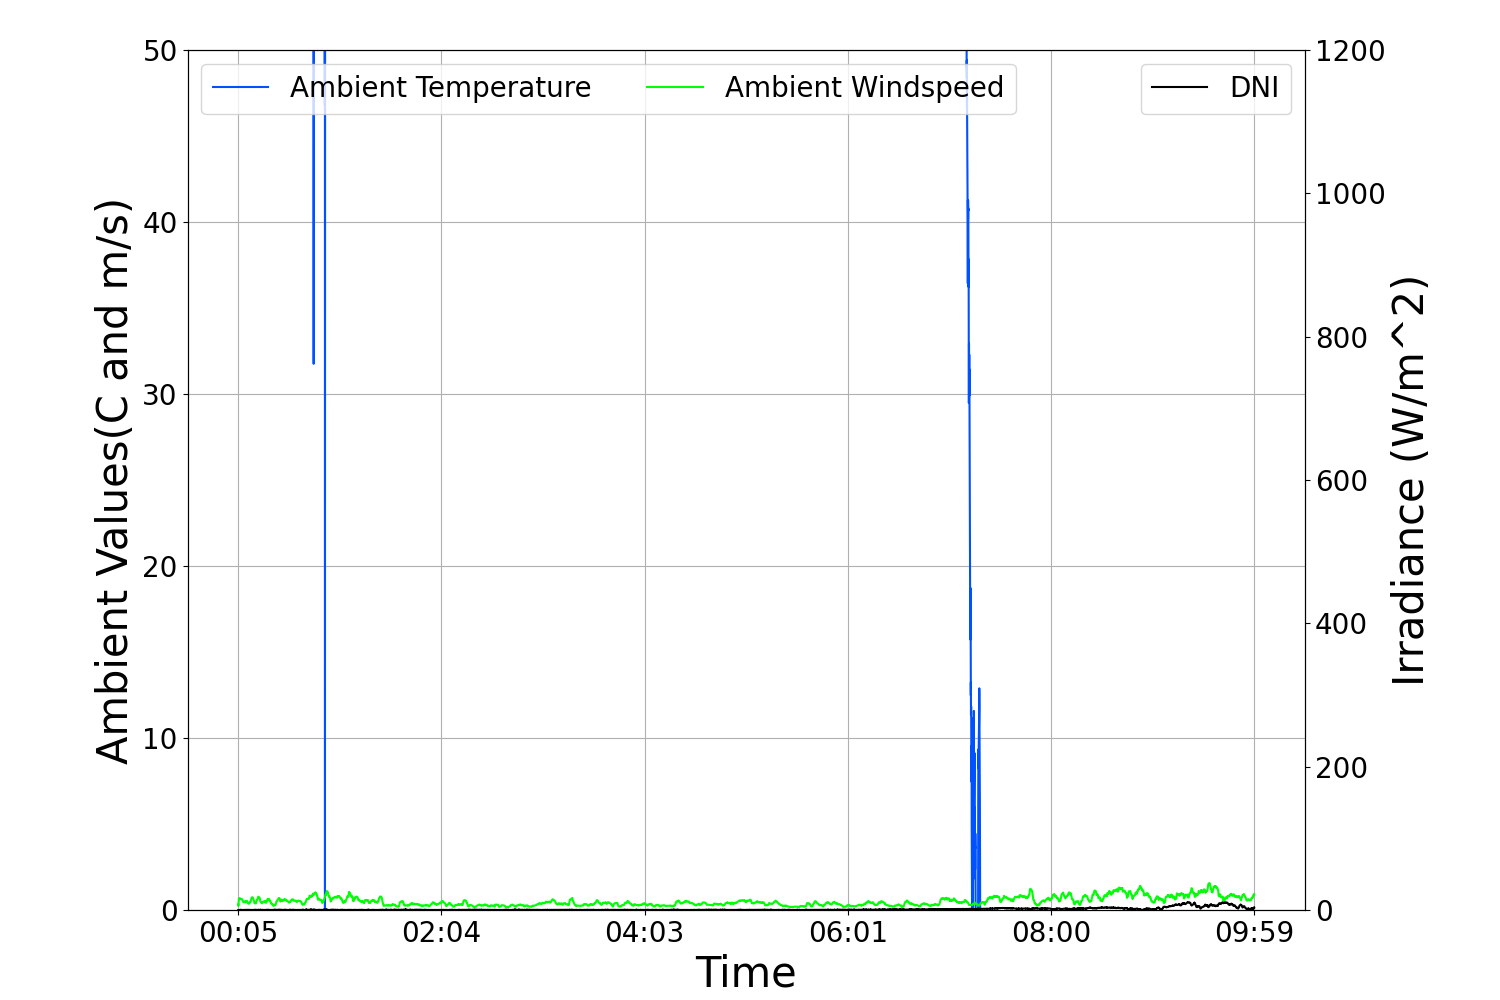 Ambient Temperature
Ambient Windspeed
DNI
Ambient Values(C and m/s)
50
40
30
20
10
0
Irradiance (W/m^2)
1200
1000
800
600
400
200
0
00:05 02:04 04:03 06:01 08:00 09:59
Time